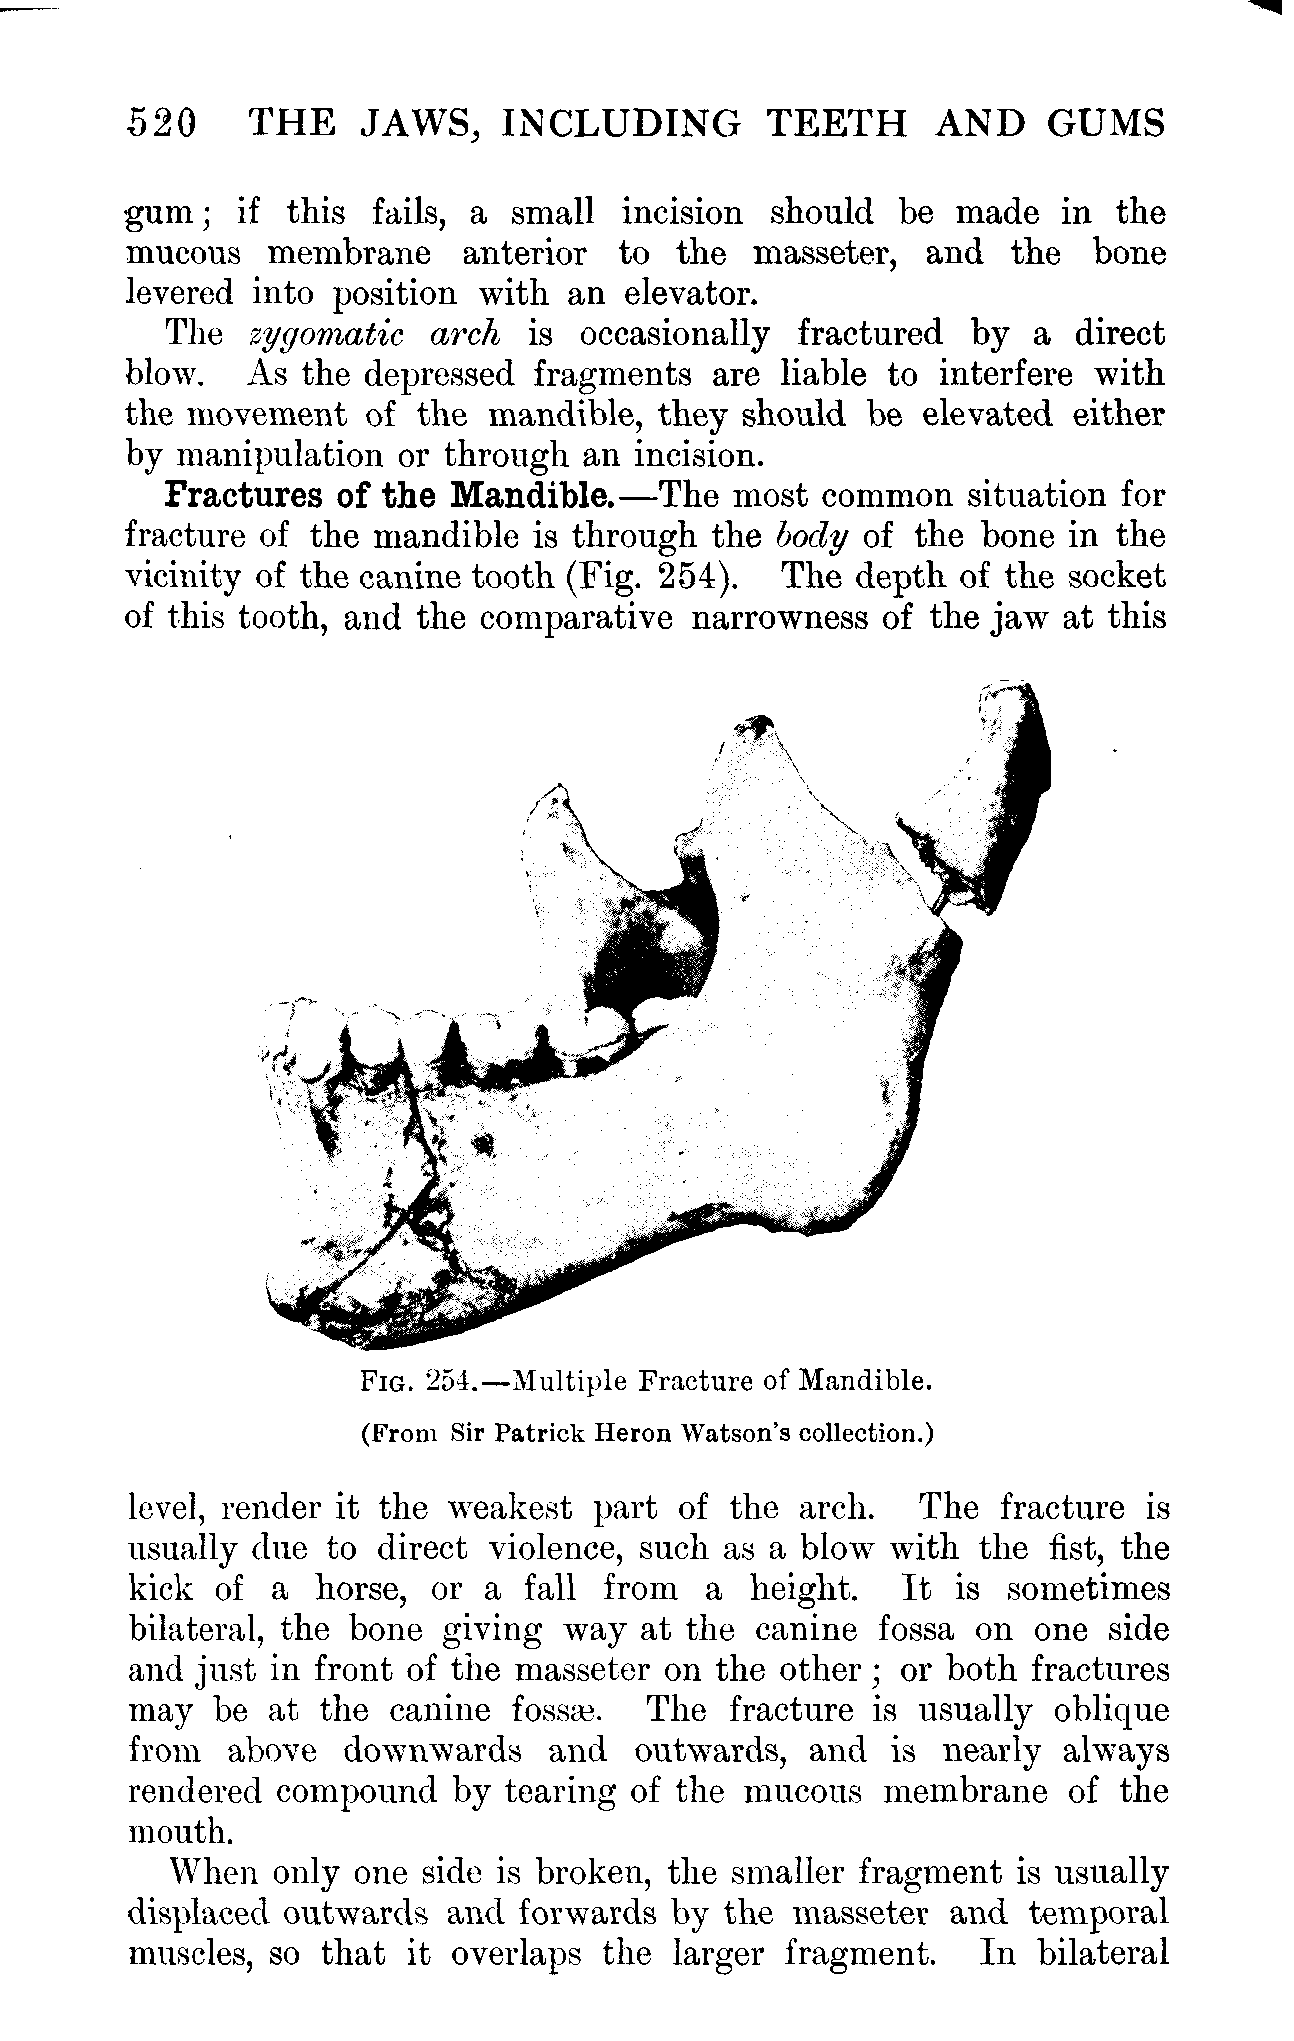 520 THE JAWS, INCLUDING TEETH AND GUMS
gum; if this fails, a small incision should be made in the
mucous membrane anterior to the masseter, and the bone
levered into position with an elevator.
The zygomatic arch is occasionally fractured by a direct
blow. As the depressed fragments are liable to interfere with
the movement of the mandible, they should be elevated either
by manipulation or through an incision.
Fractures of the Mandible.—The most common situation for
fracture of the mandible is through the body of the bone in the
vicinity of the canine tooth (Fig. 254). The depth of the socket
of this tooth, and the comparative narrowness of the jaw at this
FIG. 254.—Multiple Fracture of Mandible.
(From Sir Patrick Heron Watson's collection.)
level, render it the weakest part of the arch. The fracture is
usually due to direct violence, such as a blow with the fist, the
kick of a horse, or a fall from a height. It is sometimes
bilateral, the bone giving way at the canine fossa on one side
and just in front of the masseter on the other; or both fractures
may be at the canine fossæ. The fracture is usually oblique
from above downwards and outwards, and is nearly always
rendered compound by tearing of the mucous membrane of the
mouth.
When only one side is broken, the smaller fragment is usually
displaced outwards and forwards by the masseter and temporal
muscles, so that it overlaps the larger fragment. In bilateral